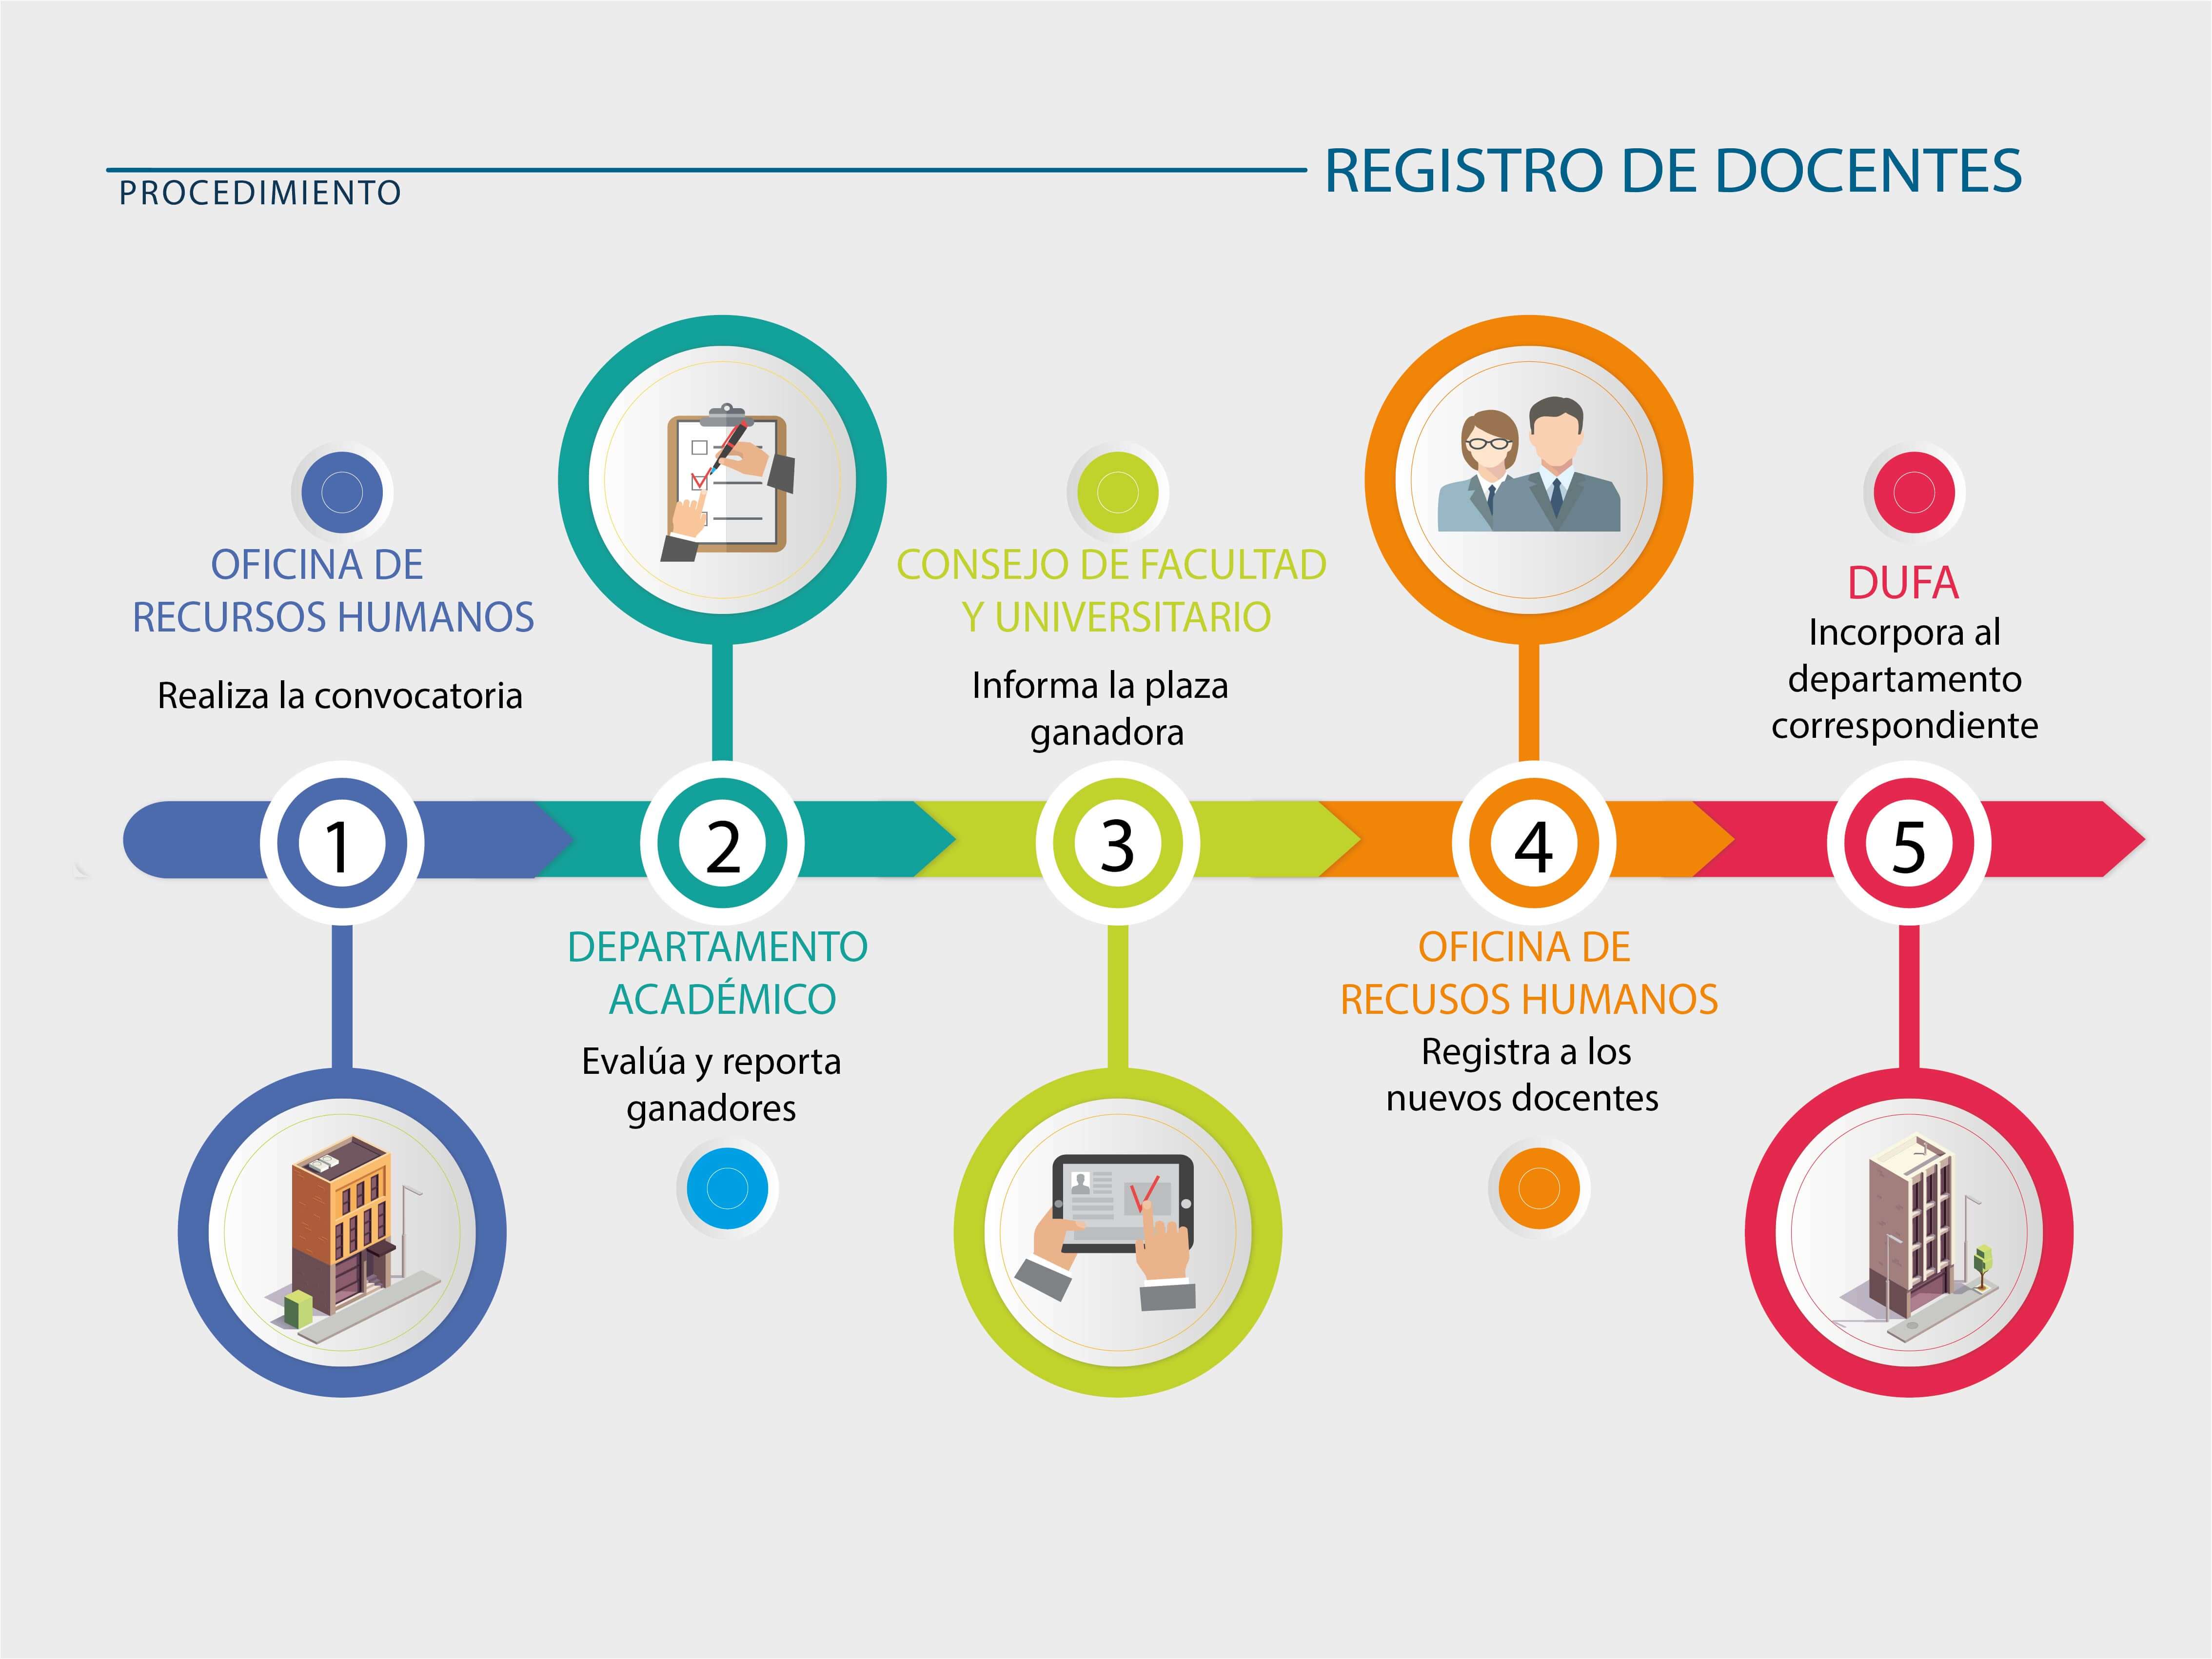 REGISTRO DE DOCENTES
PROCEDIMIENTO
OFICINA DE
RECURSOS HUMANOS
Realiza la convocatoria
1
2
DEPARTAMENTO
ACADÉMICO
Evalúa y reporta
ganadores
CONSEJO DE FACULTAD
Y UNIVERSITARIO
Informa la plaza
ganadora
3
4
OFICINA DE
RECUSOS HUMANOS
Registra a los
nuevos docentes
DUFA
Incorpora al
departamento
correspondiente
5